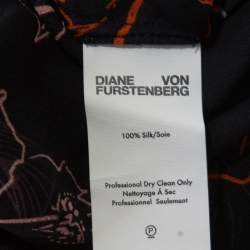 DIANE VON
FURSTENBERG
100% Silk/Soie
Professional Dry Clean Only
Nettoyage À Sec
Professionnel Seulement
P